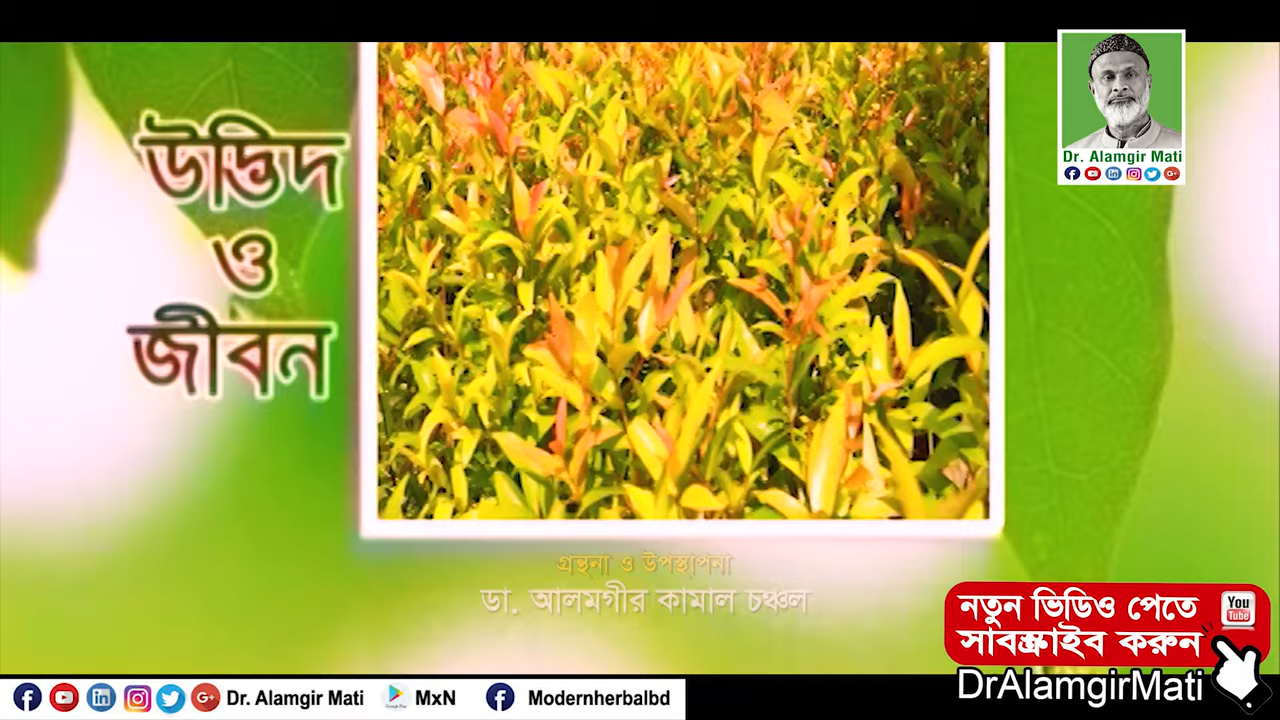 উদ্ভিদ
ও
জীবন
Dr. Alamgir Mati
গ্রন্থনা ও উপস্থাপনা
ডা. আলমগীর কামাল চঞ্চল
নতুন ভিডিও পেতে
সাবস্ক্রাইব করুন
You
Tube
DrAlamgirMati
Dr. Alamgir Mati
MxN
Modernherbalbd